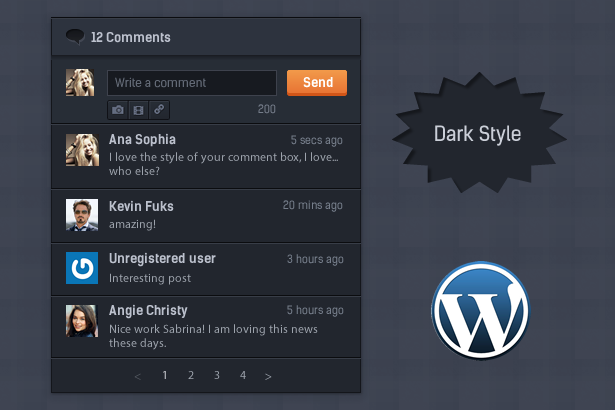 12 Comments
Write a comment
Send
200
Ana Sophia
5 secs ago
I love the style of your comment box, I love...
who else?
Kevin Fuks
20 mins ago
amazing!
Unregistered user
3 hours ago
Interesting post
Angie Christy
5 hours ago
Nice work Sabrina! I am loving this news
these days.
< 1 2 3 4 >
Dark Style
W